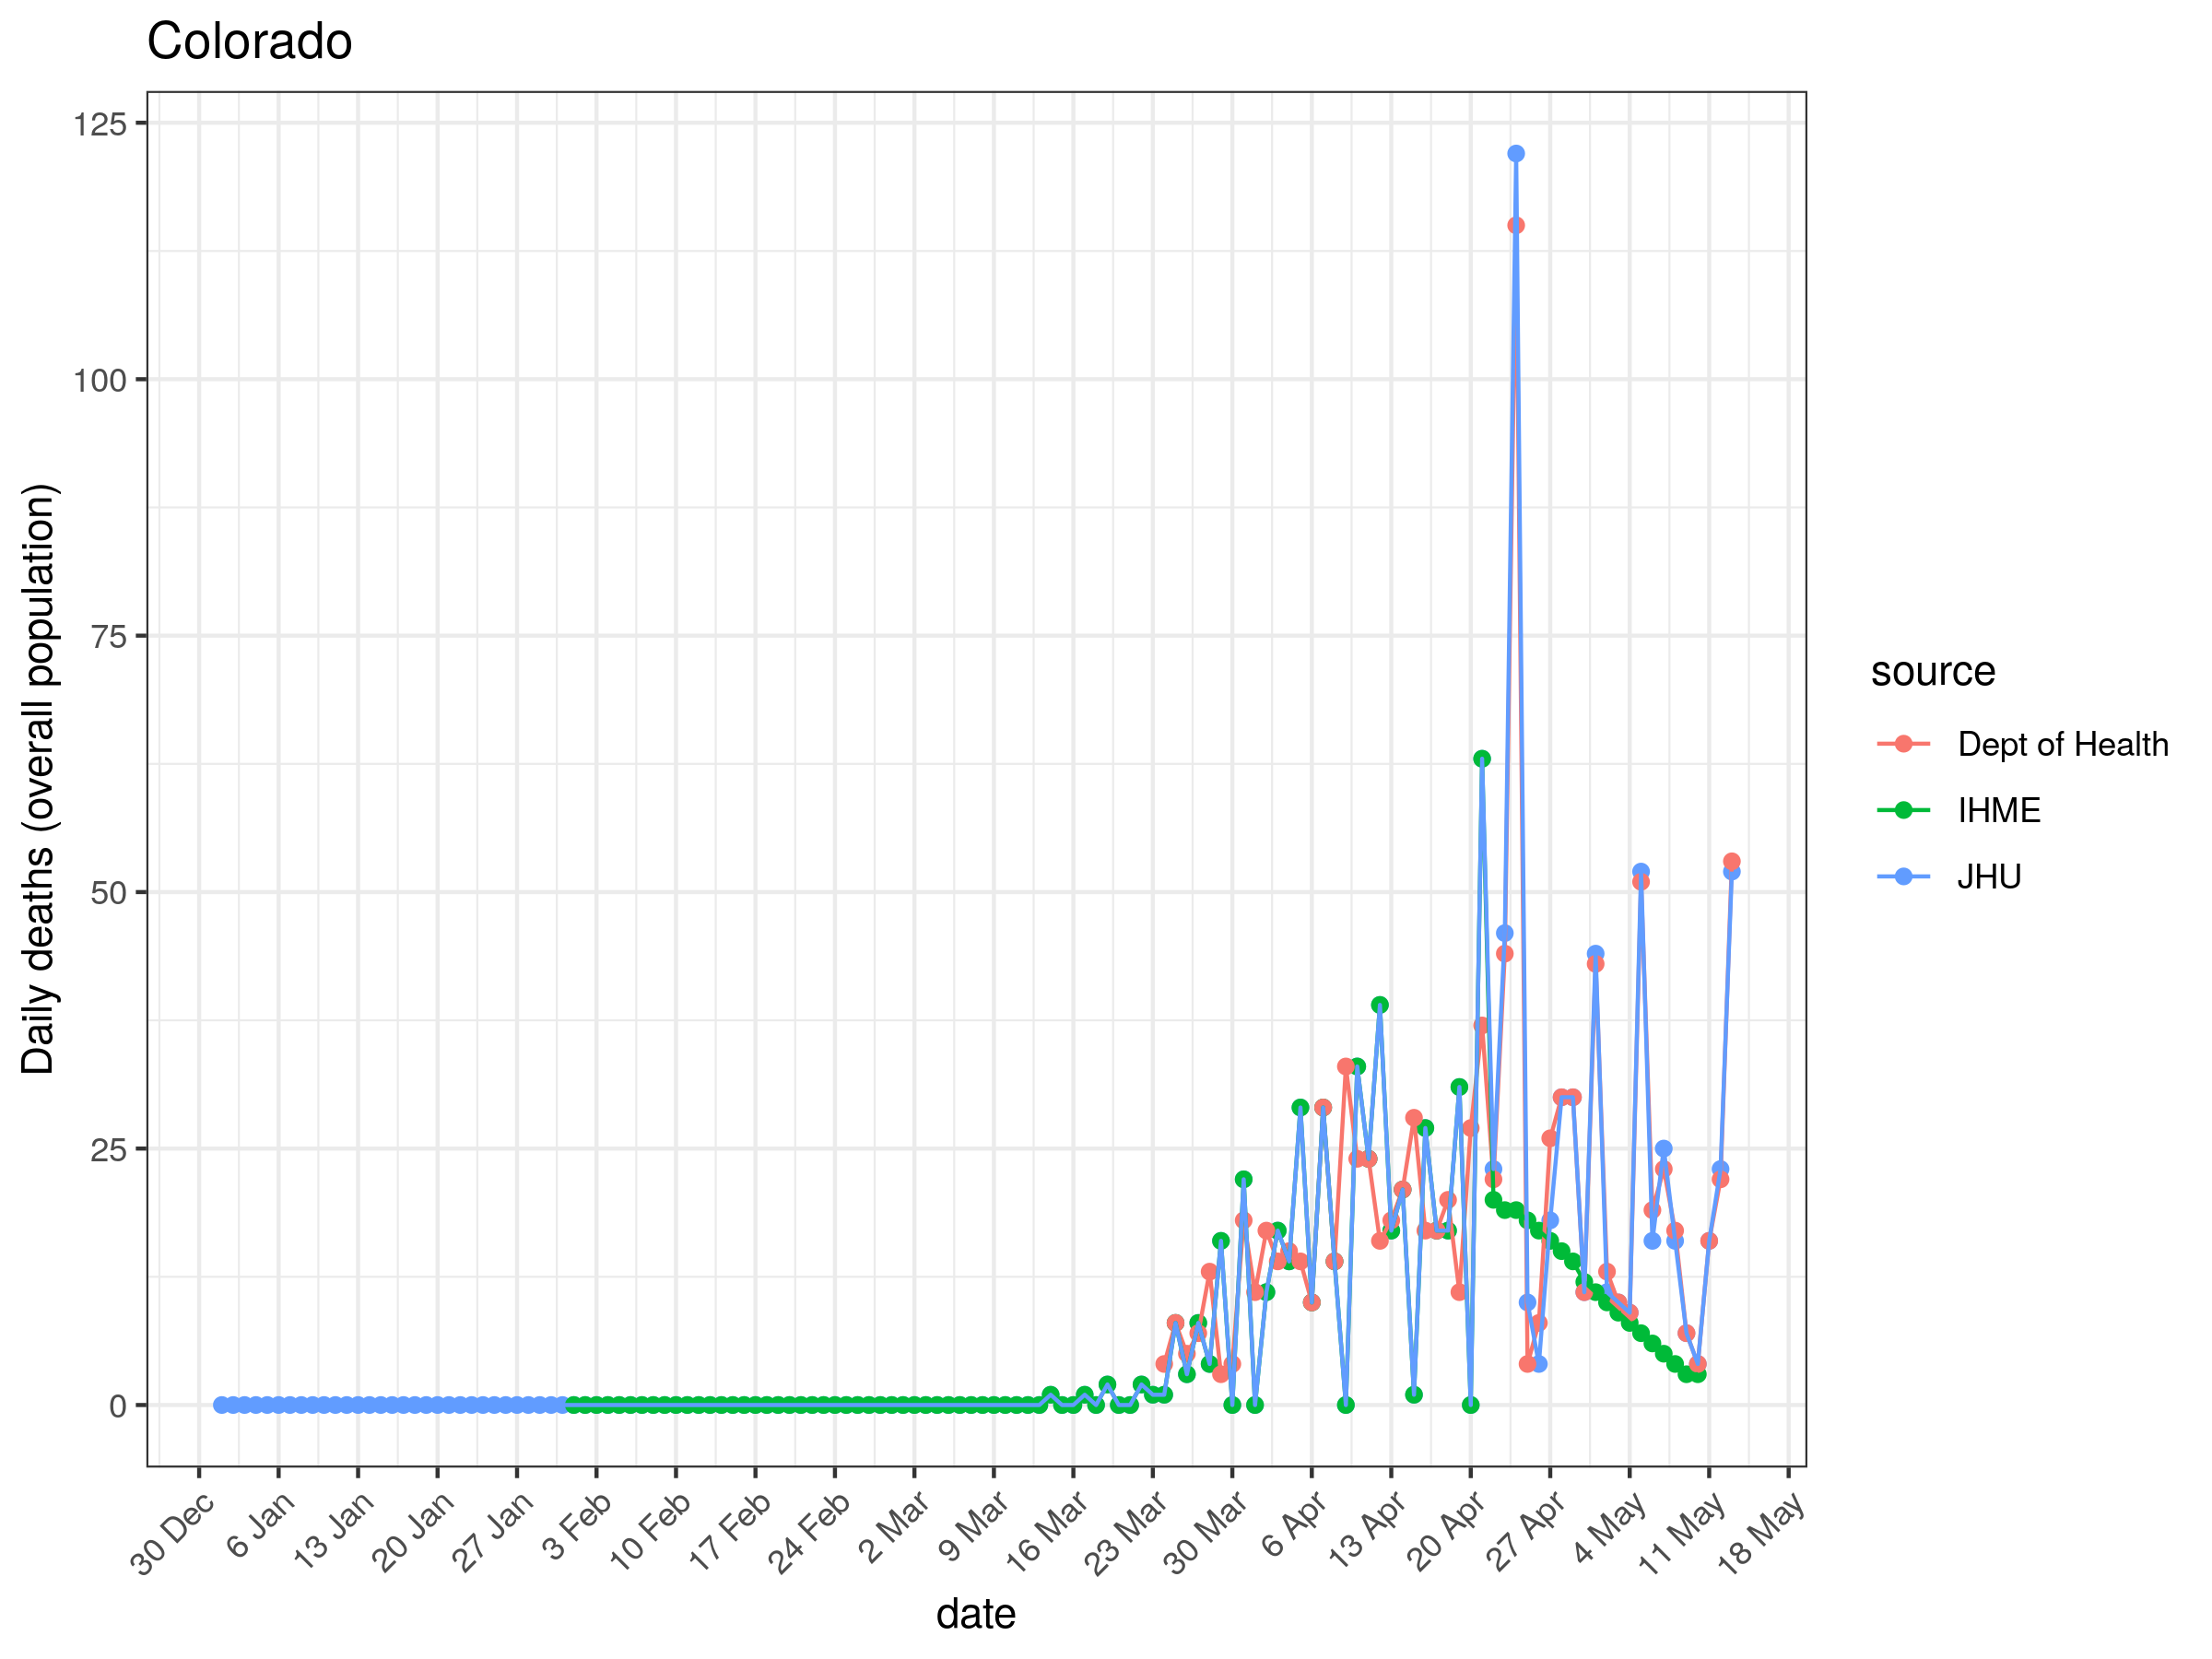 Colorado
Daily deaths (overall population)
125
100
75
50
25
0
30 Dec
6 Jan
13 Jan
20 Jan
27 Jan
3 Feb
10 Feb
17 Feb
24 Feb
2 Mar
9 Mar
16 Mar
23 Mar
30 Mar
6 Apr
13 Apr
20 Apr
27 Apr
4 May
11 May
18 May
date
source
Dept of Health
IHME
JHU